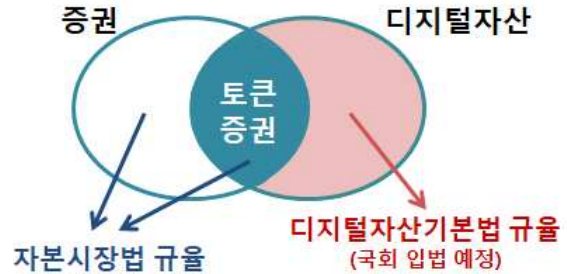 증권
디지털자산
토큰
증권
자본시장법 규율
디지털자산기본법 규율
(국회 입법 예정)